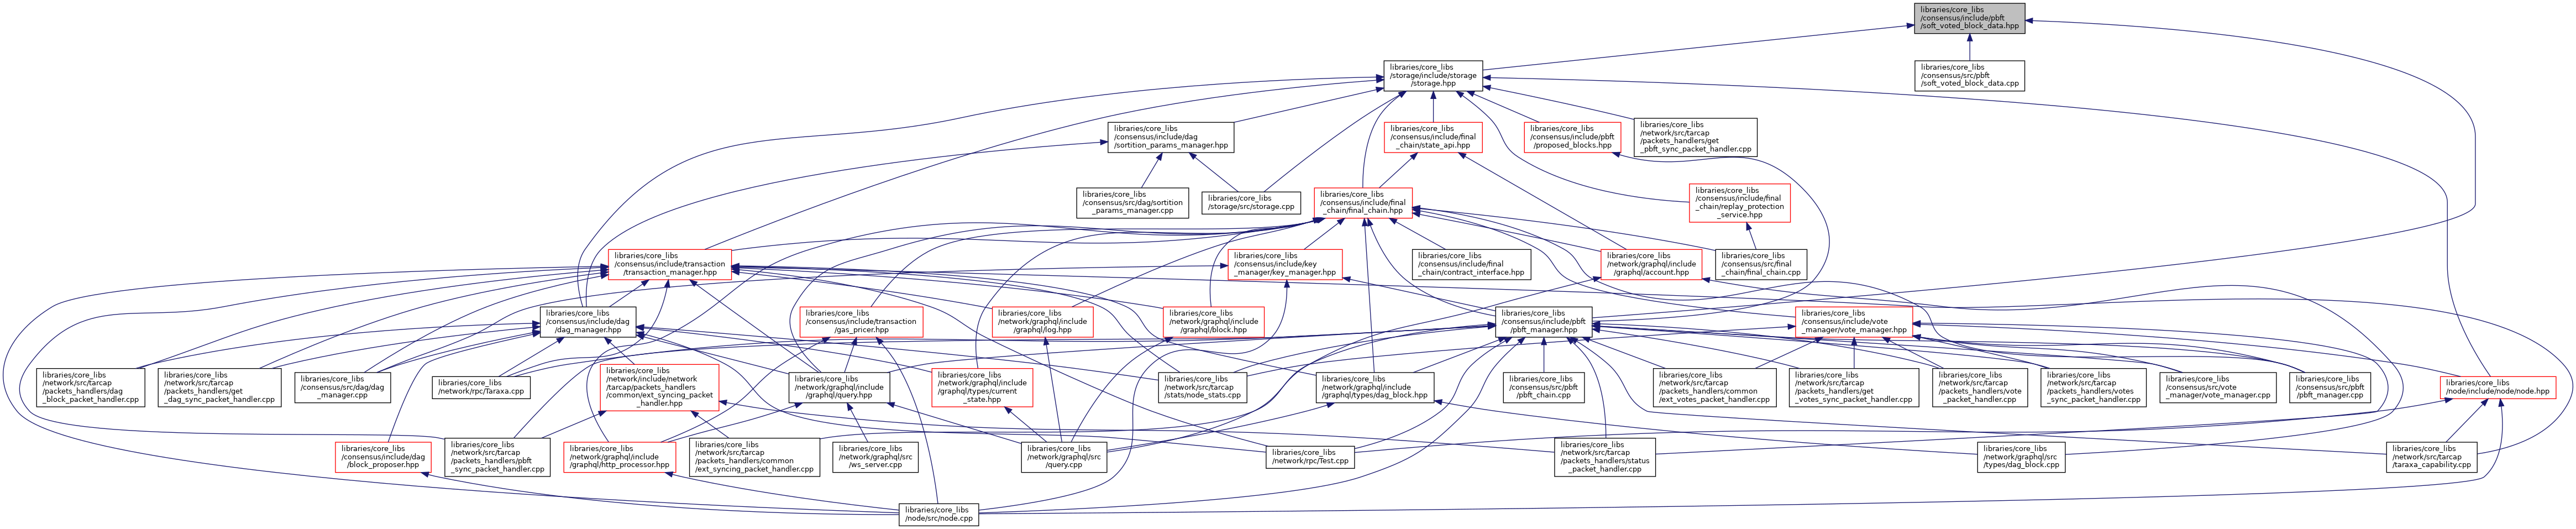 libraries/core_libs
/consensus/include/pbft
/soft_voted_block_data.hpp
libraries/core_libs
/storage/include/storage
/storage.hpp
libraries/core_libs
/consensus/src/pbft
/soft_voted_block_data.cpp
libraries/core_libs
/consensus/include/dag
/sortition_params_manager.hpp
libraries/core_libs
/consensus/include/final
_chain/state_api.hpp
libraries/core_libs
/consensus/include/pbft
/proposed_blocks.hpp
libraries/core_libs
/network/src/tarcap
/packets_handlers/get
_pbft_sync_packet_handler.cpp
libraries/core_libs
/consensus/src/dag/sortition
_params_manager.cpp
libraries/core_libs
/storage/src/storage.cpp
libraries/core_libs
/consensus/include/final
_chain/final_chain.hpp
libraries/core_libs
/consensus/include/final
_chain/replay_protection
_service.hpp
libraries/core_libs
/consensus/include/transaction
/transaction_manager.hpp
libraries/core_libs
/consensus/include/key
_manager/key_manager.hpp
libraries/core_libs
/consensus/include/final
_chain/contract_interface.hpp
libraries/core_libs
/network/graphql/include
/graphql/account.hpp
libraries/core_libs
/consensus/src/final
_chain/final_chain.cpp
libraries/core_libs
/consensus/include/dag
/dag_manager.hpp
libraries/core_libs
/consensus/include/transaction
/gas_pricer.hpp
libraries/core_libs
/network/graphql/include
/graphql/log.hpp
libraries/core_libs
/network/graphql/include
/graphql/block.hpp
libraries/core_libs
/consensus/include/pbft
/pbft_manager.hpp
libraries/core_libs
/consensus/include/vote
_manager/vote_manager.hpp
libraries/core_libs
/network/src/tarcap
/packets_handlers/dag
_block_packet_handler.cpp
libraries/core_libs
/network/src/tarcap
/packets_handlers/get
_dag_sync_packet_handler.cpp
libraries/core_libs
/consensus/src/dag/dag
_manager.cpp
libraries/core_libs
/network/rpc/Taraxa.cpp
libraries/core_libs
/network/include/network
/tarcap/packets_handlers
/common/ext_syncing_packet
_handler.hpp
libraries/core_libs
/network/graphql/include
/graphql/query.hpp
libraries/core_libs
/network/graphql/include
/graphql/types/current
_state.hpp
libraries/core_libs
/network/src/tarcap
/stats/node_stats.cpp
libraries/core_libs
/network/graphql/include
/graphql/types/dag_block.hpp
libraries/core_libs
/consensus/src/pbft
/pbft_chain.cpp
libraries/core_libs
/network/src/tarcap
/packets_handlers/common
/ext_votes_packet_handler.cpp
libraries/core_libs
/network/src/tarcap
/packets_handlers/get
_votes_sync_packet_handler.cpp
libraries/core_libs
/network/src/tarcap
/packets_handlers/vote
_packet_handler.cpp
libraries/core_libs
/network/src/tarcap
/packets_handlers/votes
_sync_packet_handler.cpp
libraries/core_libs
/consensus/src/vote
_manager/vote_manager.cpp
libraries/core_libs
/consensus/src/pbft
/pbft_manager.cpp
libraries/core_libs
/node/include/node/node.hpp
libraries/core_libs
/consensus/include/dag
/block_proposer.hpp
libraries/core_libs
/network/src/tarcap
/packets_handlers/pbft
_sync_packet_handler.cpp
libraries/core_libs
/network/graphql/include
/graphql/http_processor.hpp
libraries/core_libs
/network/src/tarcap
/packets_handlers/common
/ext_syncing_packet_handler.cpp
libraries/core_libs
/network/graphql/src
/ws_server.cpp
libraries/core_libs
/network/graphql/src
/query.cpp
libraries/core_libs
/network/rpc/Test.cpp
libraries/core_libs
/network/src/tarcap
/packets_handlers/status
_packet_handler.cpp
libraries/core_libs
/network/graphql/src
/types/dag_block.cpp
libraries/core_libs
/network/src/tarcap
/taraxa_capability.cpp
libraries/core_libs
/node/src/node.cpp